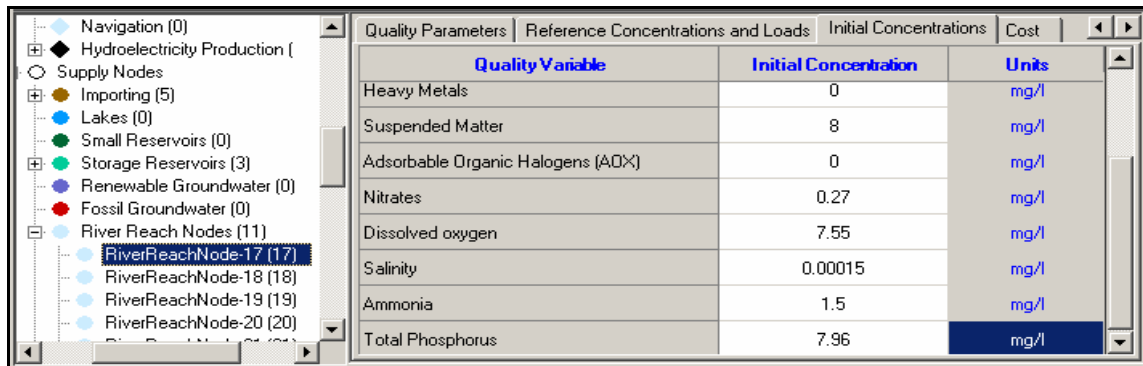 Navigation (0)
Hydroelectricity Production (
Supply Nodes
Importing (5)
Lakes (0)
Small Reservoirs (0)
Storage Reservoirs (3)
Renewable Groundwater (0)
Fossil Groundwater (0)
River Reach Nodes (11)
RiverReachNode-17 (17)
RiverReachNode-18 (18)
RiverReachNode-19 (19)
RiverReachNode-20 (20)
Quality Parameters Reference Concentrations and Loads Initial Concentrations Cost
Quality Variable Initial Concentration Units
Heavy Metals 0 mg/l
Suspended Matter 8 mg/l
Adsorbable Organic Halogens (AOX) 0 mg/l
Nitrates 0.27 mg/l
Dissolved oxygen 7.55 mg/l
Salinity 0.00015 mg/l
Ammonia 1.5 mg/l
Total Phosphorus 7.96 mg/l